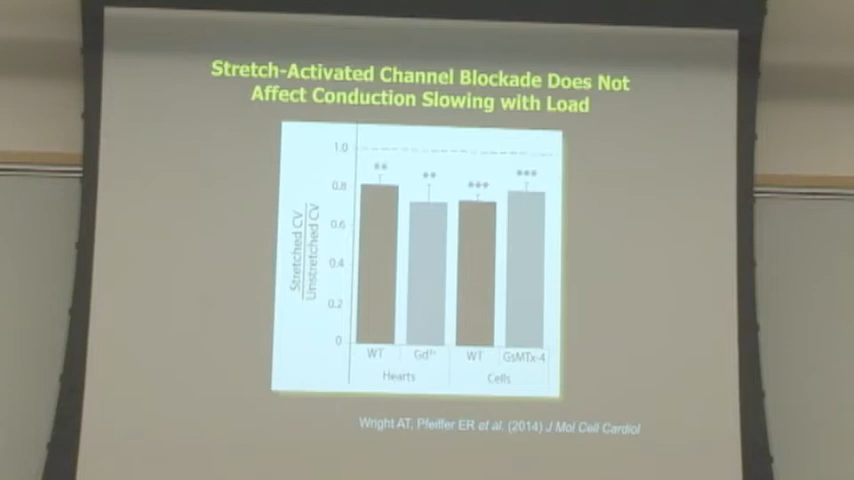 Stretch-Activated Channel Blockade Does Not
Affect Conduction Slowing with Load
1.0
0.8
0.6
0.4
0.2
0
Stretched CV
Unstretched CV
** ** *** ***
WT Gd³⁺ WT GsMTx-4
Hearts Cells
Wright AT, Pfeiffer ER et al. (2014) J Mol Cell Cardiol